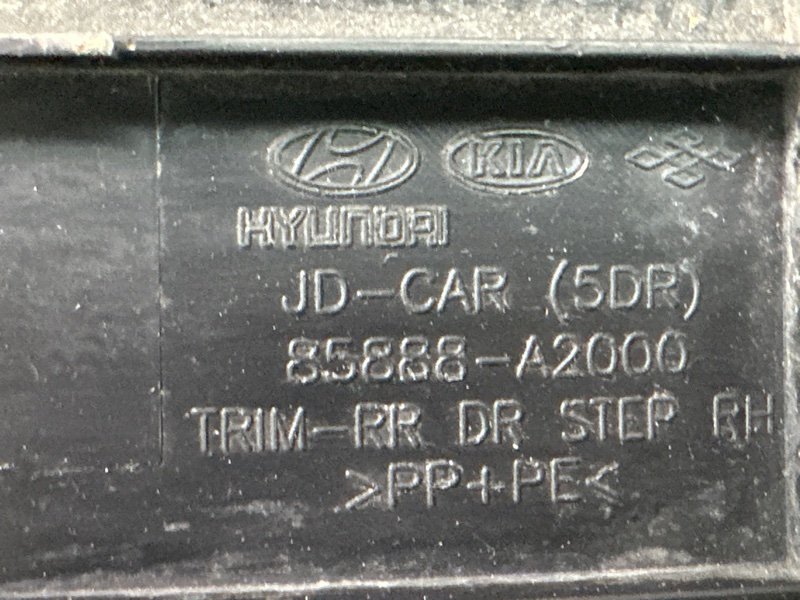 KIA
HYUNDAI
JD-CAR (5DR)
85888-A2000
TRIM-RR DR STEP RH
>PP+PE<